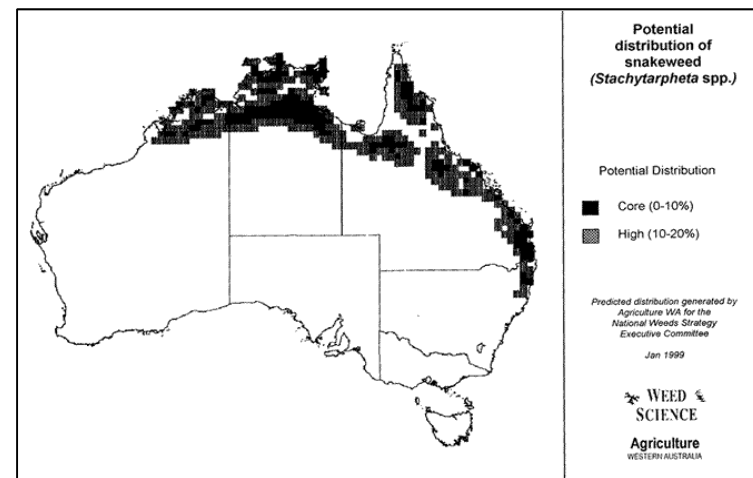 Potential
distribution of
snakeweed
(Stachytarpheta spp.)
Potential Distribution
Core (0-10%)
High (10-20%)
Predicted distribution generated by
Agriculture WA for the
National Weeds Strategy
Executive Committee
Jan 1999
WEED
SCIENCE
Agriculture
WESTERN AUSTRALIA